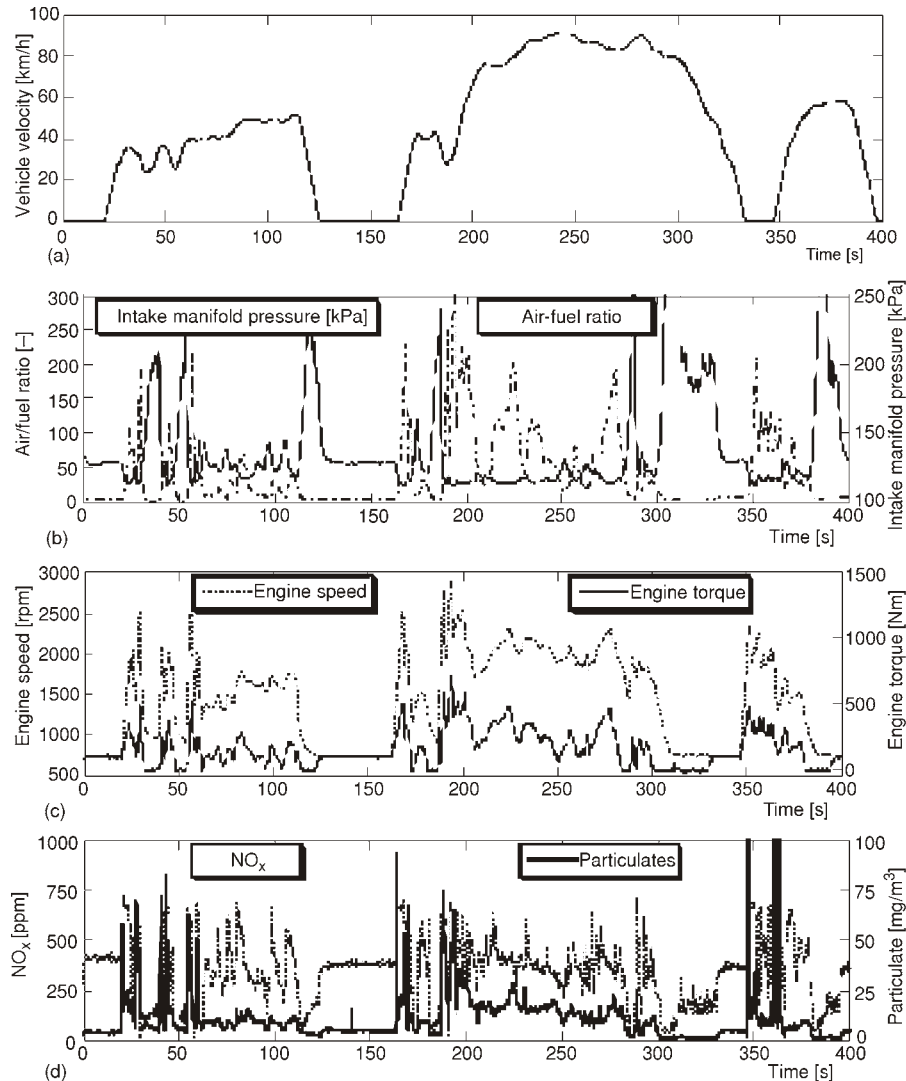 100
80
60
40
20
0
Vehicle velocity [km/h]
0 50 100 150 200 250 300 350 400
Time [s]
(a)
300
250
200
150
100
50
0
Air/fuel ratio [–]
Intake manifold pressure [kPa]
Air-fuel ratio
250
200
150
100
Intake manifold pressure [kPa]
0 50 100 150 200 250 300 350 400
Time [s]
(b)
3000
2500
2000
1500
1000
500
Engine speed [rpm]
Engine speed
Engine torque
1500
1000
500
0
Engine torque [Nm]
0 50 100 150 200 250 300 350 400
Time [s]
(c)
1000
750
500
250
0
NOx [ppm]
NOx
Particulates
100
75
50
25
0
Particulate [mg/m³]
0 50 100 150 200 250 300 350 400
Time [s]
(d)